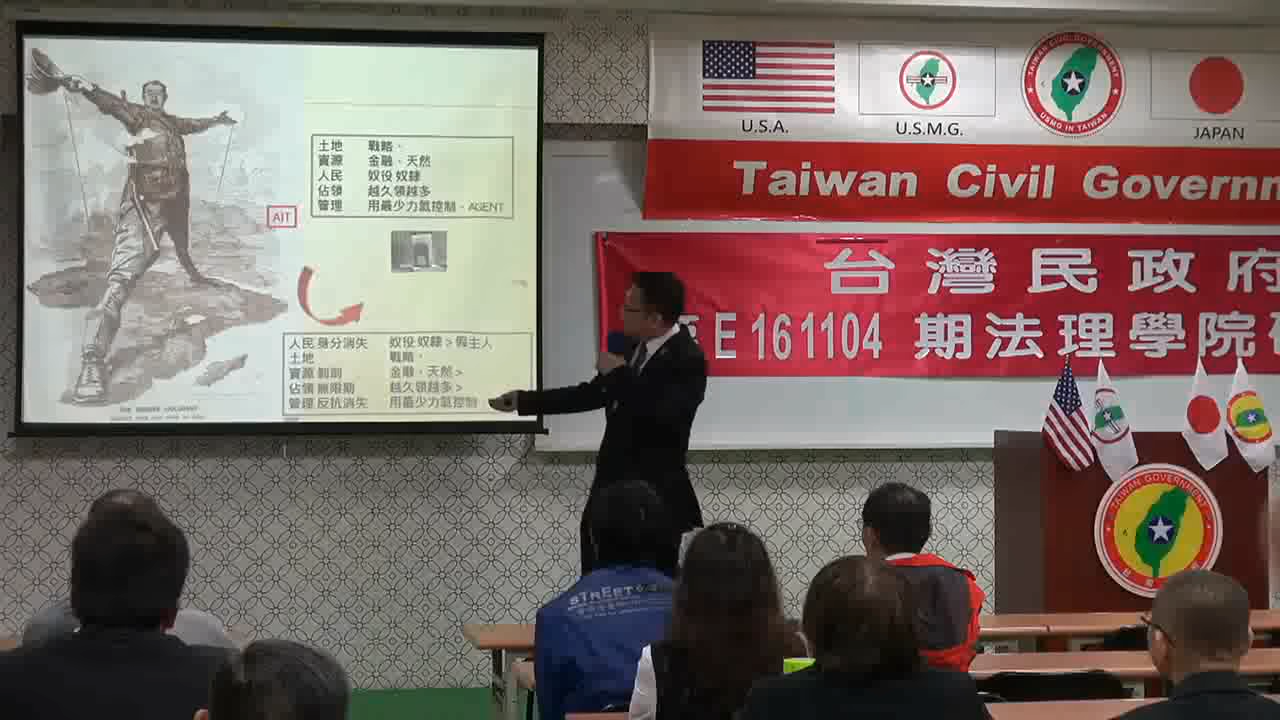 土地 戰略、
資源 金融、天然
人民 奴役 奴隸
佔領 越久領越多
管理 用最少力氣控制、AGENT
AIT
人民 身分消失 奴役 奴隸 > 假主人
土地 戰略,
資源 剝削 金融、天然 >
佔領 無限期 越久領越多 >
管理 反抗消失 用最少力氣控制
U.S.A.
U.S.M.G.
TAIWAN CIVIL GOVERNMENT
USMG IN TAIWAN
JAPAN
Taiwan Civil Governm
台灣民政府
E 161104 期法理學院
STREET
TAIWAN GOVERNMENT